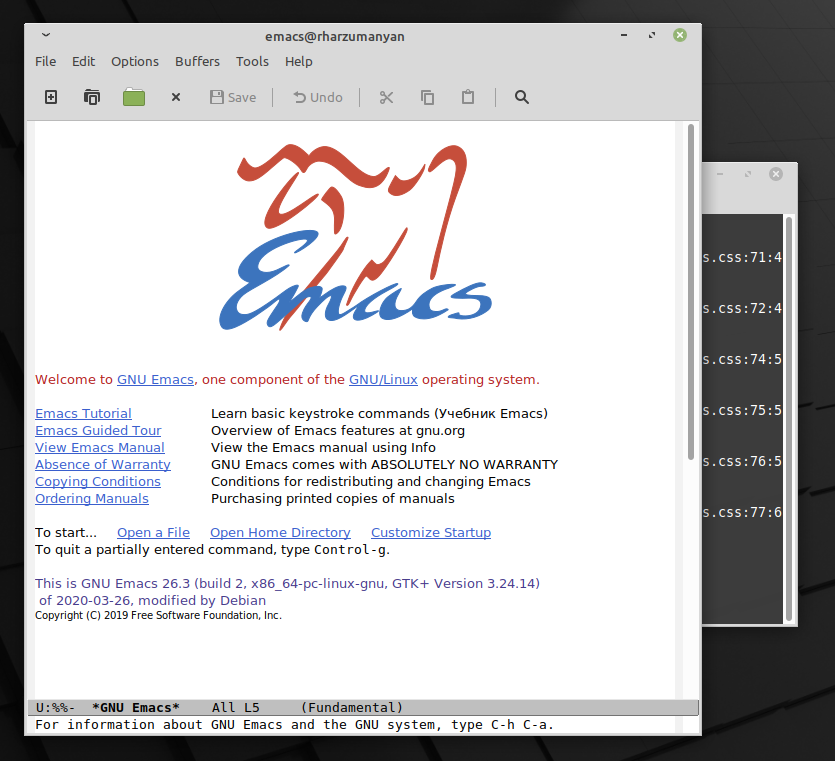 emacs@rharzumanyan
File Edit Options Buffers Tools Help
Save Undo
Emacs
Welcome to GNU Emacs, one component of the GNU/Linux operating system.
Emacs Tutorial Learn basic keystroke commands (Учебник Emacs)
Emacs Guided Tour Overview of Emacs features at gnu.org
View Emacs Manual View the Emacs manual using Info
Absence of Warranty GNU Emacs comes with ABSOLUTELY NO WARRANTY
Copying Conditions Conditions for redistributing and changing Emacs
Ordering Manuals Purchasing printed copies of manuals
To start... Open a File Open Home Directory Customize Startup
To quit a partially entered command, type Control-g.
This is GNU Emacs 26.3 (build 2, x86_64-pc-linux-gnu, GTK+ Version 3.24.14)
of 2020-03-26, modified by Debian
Copyright (C) 2019 Free Software Foundation, Inc.
U:%%- *GNU Emacs* All L5 (Fundamental)
For information about GNU Emacs and the GNU system, type C-h C-a.
s.css:71:4
s.css:72:4
s.css:74:5
s.css:75:5
s.css:76:5
s.css:77:6